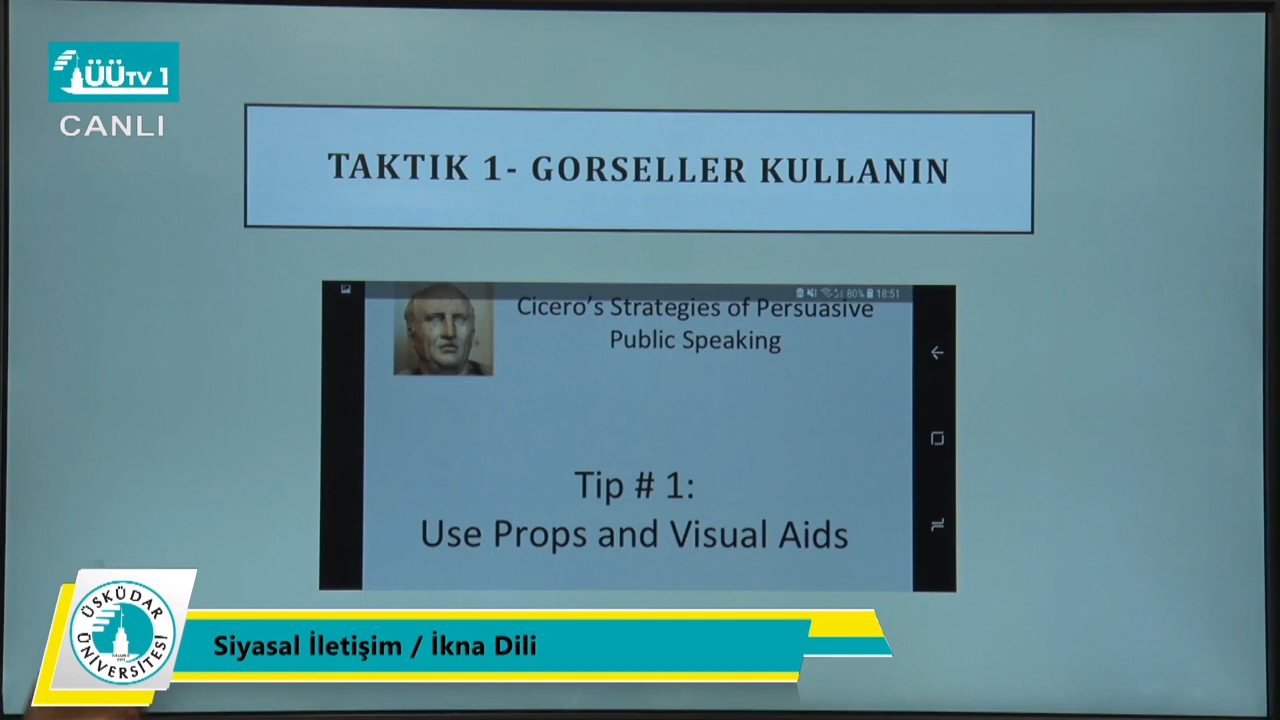 ÜÜTV 1
CANLI
TAKTIK 1- GORSELLER KULLANIN
80% 18:51
Cicero's Strategies of Persuasive
Public Speaking
Tip # 1:
Use Props and Visual Aids
ÜSKÜDAR
ÜNİVERSİTESİ
Siyasal İletişim / İkna Dili